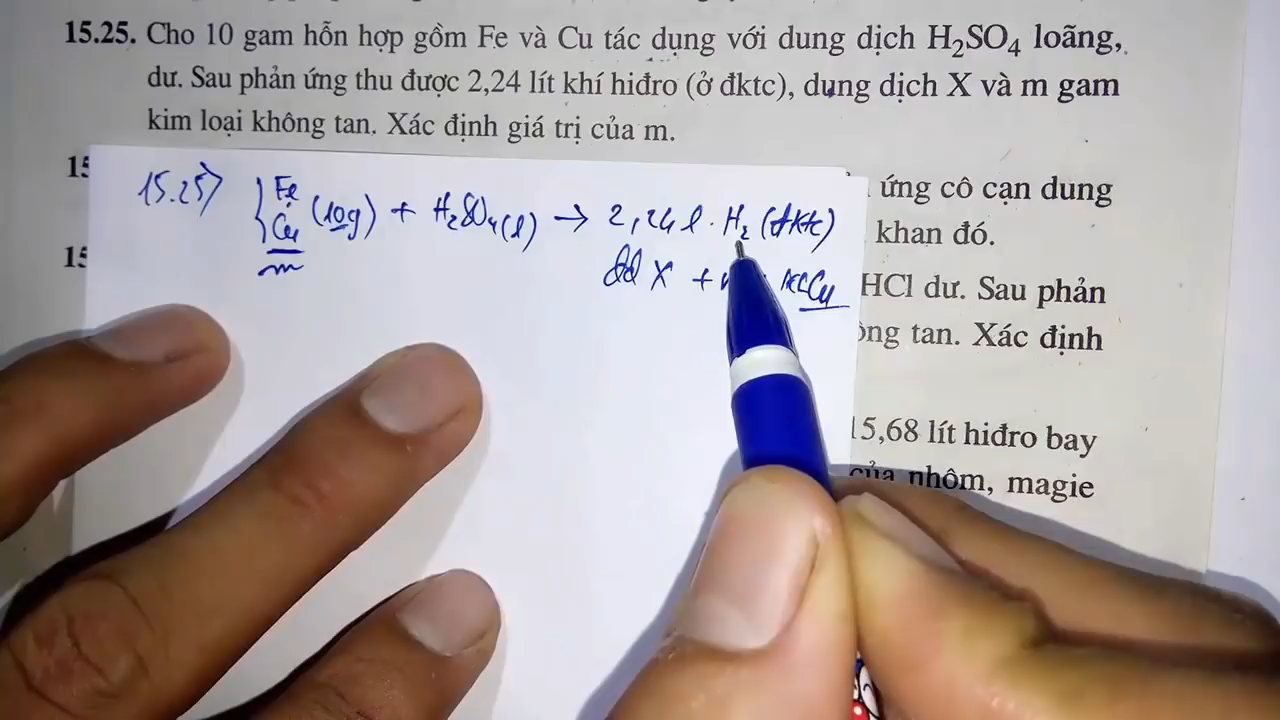 15.25. Cho 10 gam hỗn hợp gồm Fe và Cu tác dụng với dung dịch H₂SO₄ loãng,
dư. Sau phản ứng thu được 2,24 lít khí hiđro (ở đktc), dung dịch X và m gam
kim loại không tan. Xác định giá trị của m.
15
ứng cô cạn dung
15.25> { Fe Cu (10g) + H₂SO₄(l) → 2,24 l . H₂ (đktc)
m
khan đó.
dd X + Cu
15
HCl dư. Sau phản
ông tan. Xác định
15,68 lít hiđro bay
của nhôm, magie